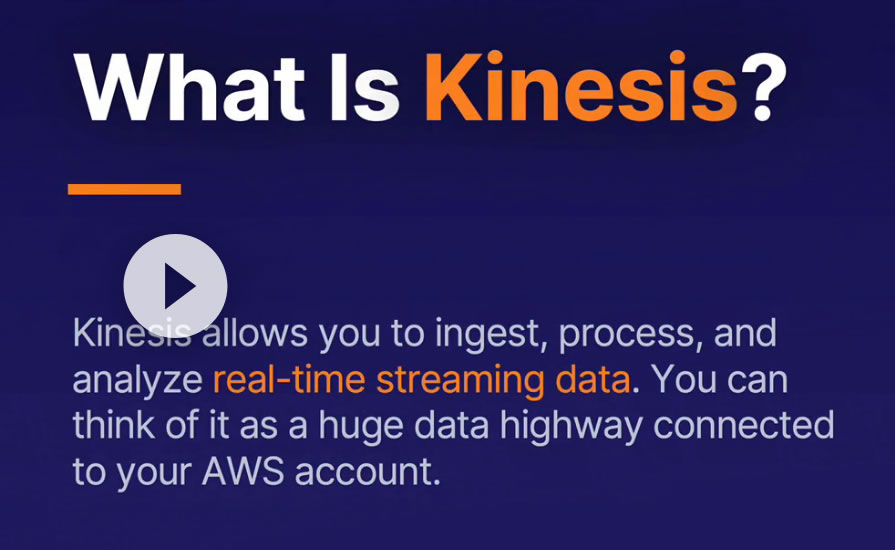 What Is Kinesis?
Kinesis allows you to ingest, process, and
analyze real-time streaming data. You can
think of it as a huge data highway connected
to your AWS account.